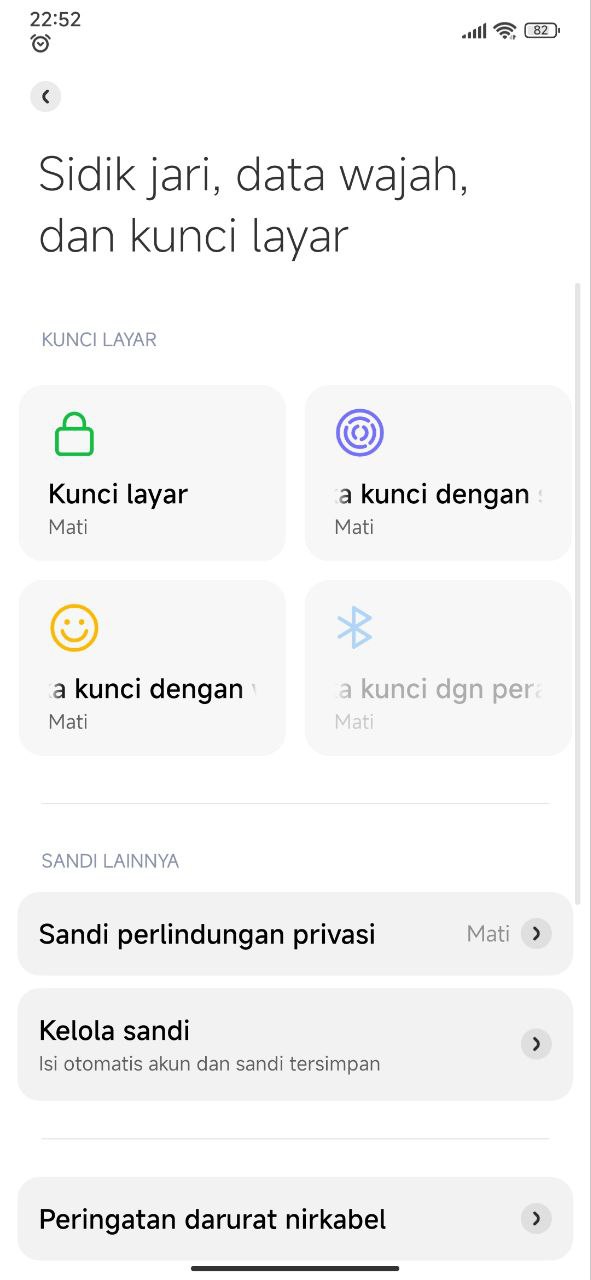 22:52
82
Sidik jari, data wajah,
dan kunci layar
KUNCI LAYAR
Kunci layar
Mati
kunci dengan
Mati
kunci dengan
Mati
kunci dgn
Mati
SANDI LAINNYA
Sandi perlindungan privasi
Mati
Kelola sandi
Isi otomatis akun dan sandi tersimpan
Peringatan darurat nirkabel